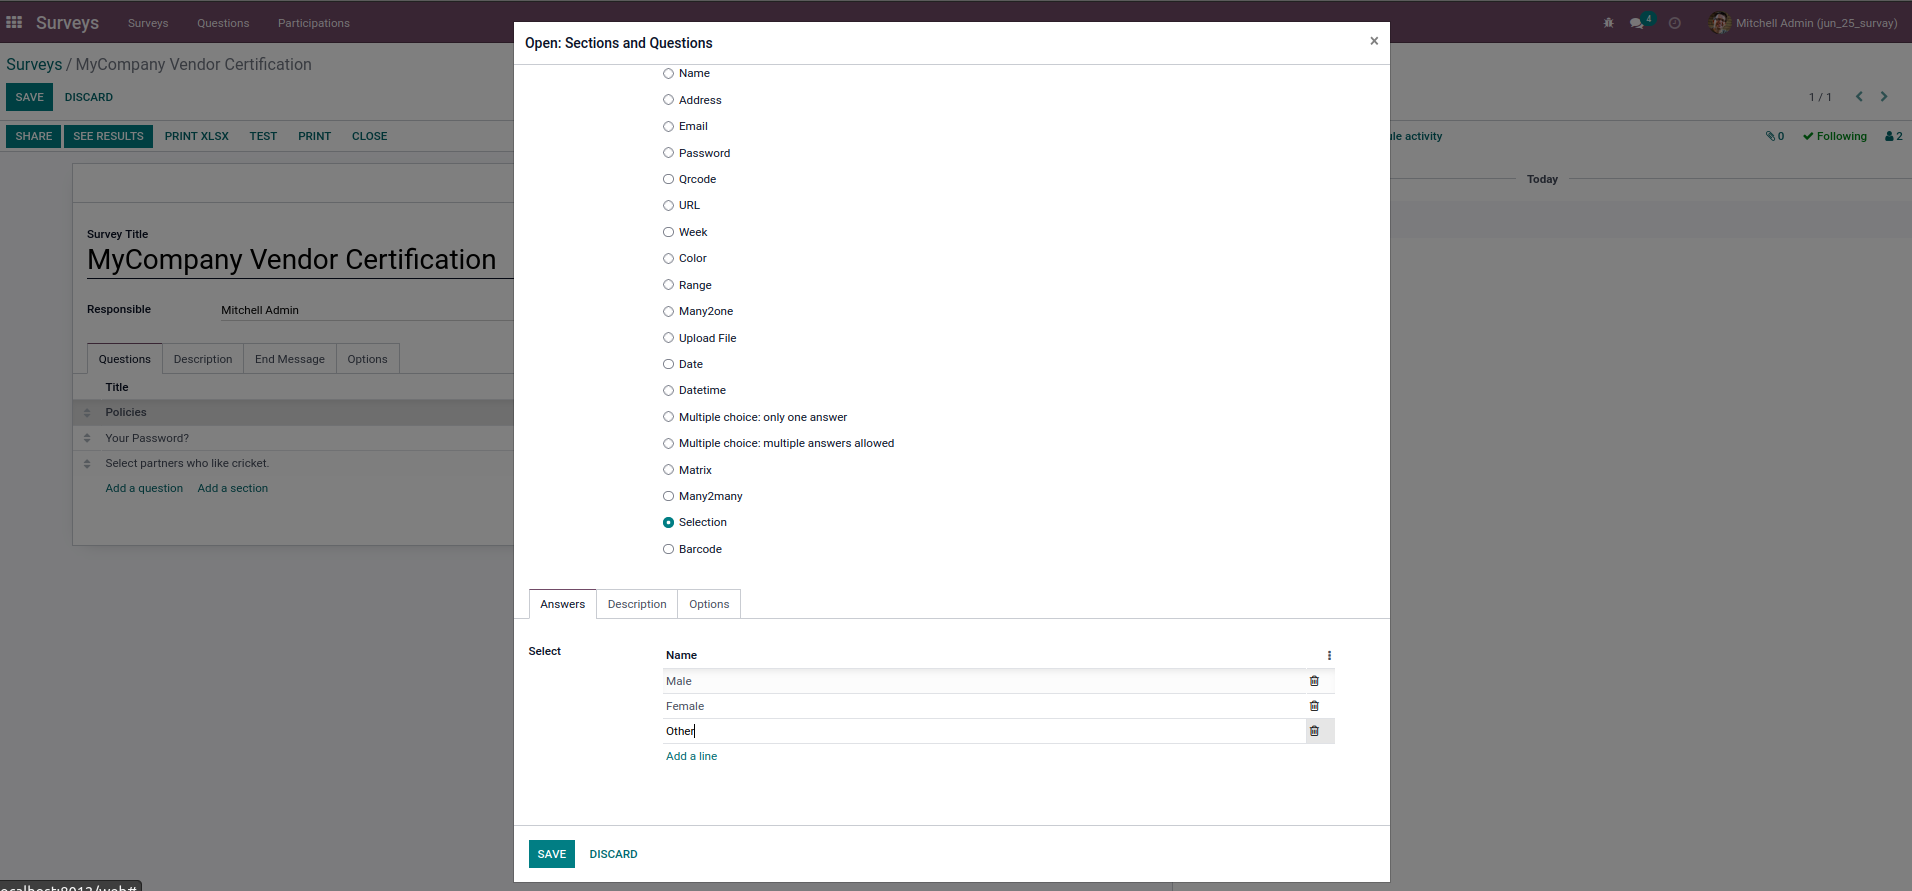 Surveys Surveys Questions Participations
4 Mitchell Admin (jun_25_survay)
Surveys / MyCompany Vendor Certification
SAVE DISCARD
1 / 1
SHARE SEE RESULTS PRINT XLSX TEST PRINT CLOSE
activity
0 Following 2
Today
Survey Title
MyCompany Vendor Certification
Responsible Mitchell Admin
Questions Description End Message Options
Title
Policies
Your Password?
Select partners who like cricket.
Add a question Add a section
Open: Sections and Questions ×
Name
Address
Email
Password
Qrcode
URL
Week
Color
Range
Many2one
Upload File
Date
Datetime
Multiple choice: only one answer
Multiple choice: multiple answers allowed
Matrix
Many2many
Selection
Barcode
Answers Description Options
Select
Name
Male
Female
Other
Add a line
SAVE DISCARD